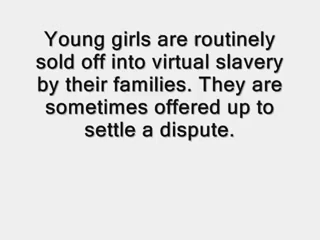 Young girls are routinely
sold off into virtual slavery
by their families. They are
sometimes offered up to
settle a dispute.